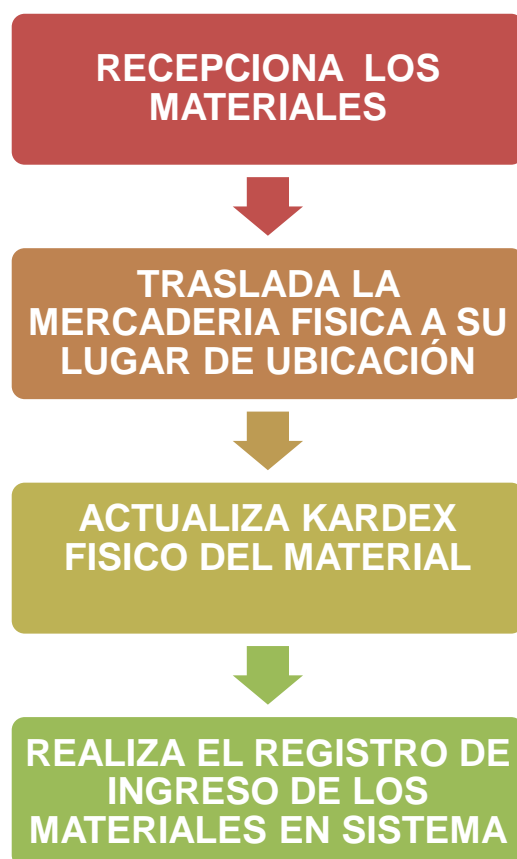 RECEPCIONA LOS
MATERIALES
TRASLADA LA
MERCADERIA FISICA A SU
LUGAR DE UBICACIÓN
ACTUALIZA KARDEX
FISICO DEL MATERIAL
REALIZA EL REGISTRO DE
INGRESO DE LOS
MATERIALES EN SISTEMA